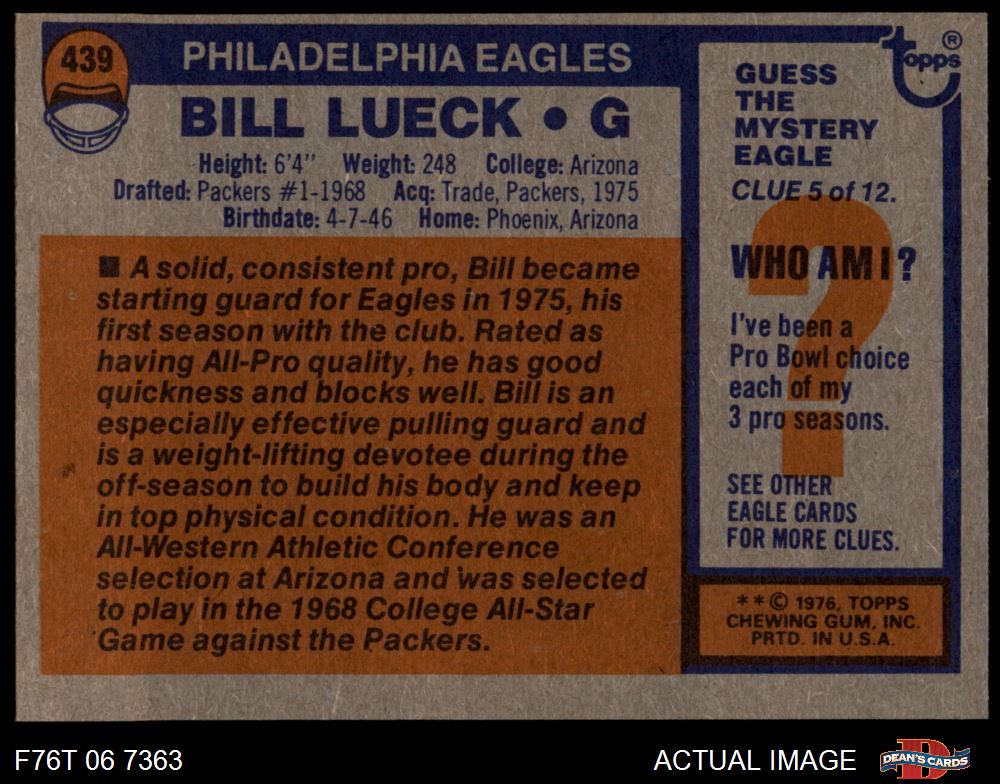 439
PHILADELPHIA EAGLES
BILL LUECK • G
Height: 6'4" Weight: 248 College: Arizona
Drafted: Packers #1-1968 Acq: Trade, Packers, 1975
Birthdate: 4-7-46 Home: Phoenix, Arizona
■ A solid, consistent pro, Bill became
starting guard for Eagles in 1975, his
first season with the club. Rated as
having All-Pro quality, he has good
quickness and blocks well. Bill is an
especially effective pulling guard and
is a weight-lifting devotee during the
off-season to build his body and keep
in top physical condition. He was an
All-Western Athletic Conference
selection at Arizona and was selected
to play in the 1968 College All-Star
Game against the Packers.
topps ®
GUESS
THE
MYSTERY
EAGLE
CLUE 5 of 12.
?
WHO AM I?
I've been a
Pro Bowl choice
each of my
3 pro seasons.
SEE OTHER
EAGLE CARDS
FOR MORE CLUES.
* * © 1976, TOPPS
CHEWING GUM, INC.
PRTD. IN U.S.A.
F76T 06 7363
ACTUAL IMAGE
D
DEAN'S CARDS